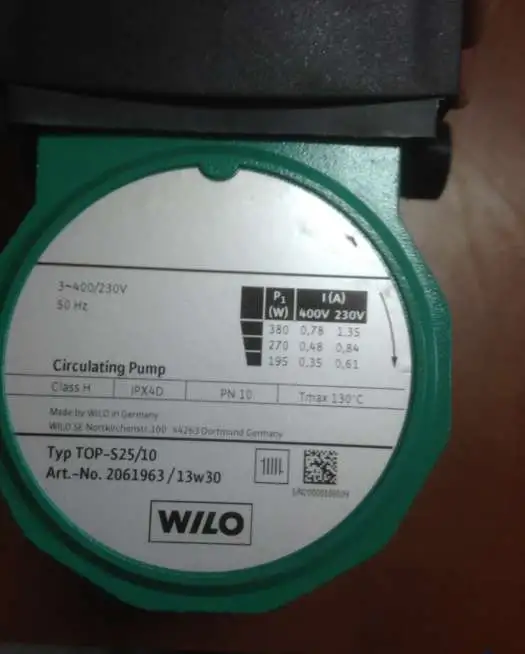 3~400/230V
50 Hz
P1 (W) I (A)
400V 230V
380 0,78 1,35
270 0,48 0,84
195 0,35 0,61
Circulating Pump
Class H IPX4D PN 10 Tmax 130°C
Made by WILO in Germany
WILO SE Nortkirchenstr. 100 44263 Dortmund Germany
Typ TOP-S25/10
Art.-No. 2061963 / 13w30
WILO